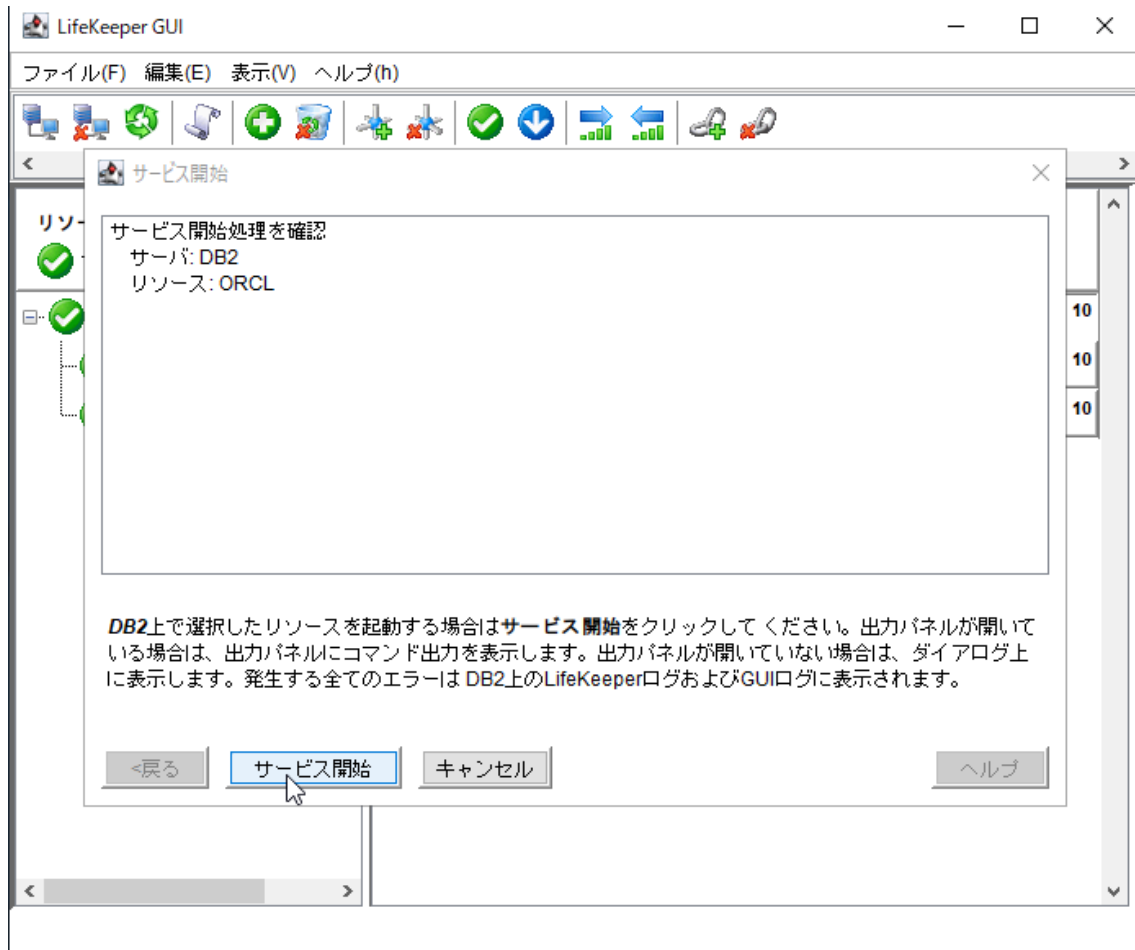 LifeKeeper GUI
ファイル(F) 編集(E) 表示(V) ヘルプ(h)
サービス開始
リソー
サービス開始処理を確認
サーバ: DB2
リソース: ORCL
10
10
10
DB2上で選択したリソースを起動する場合はサービス開始をクリックして ください。出力パネルが開いて
いる場合は、出力パネルにコマンド出力を表示します。出力パネルが開いていない場合は、ダイアログ上
に表示します。発生する全てのエラーは DB2上のLifeKeeperログおよびGUIログに表示されます。
<戻る サービス開始 キャンセル ヘルプ